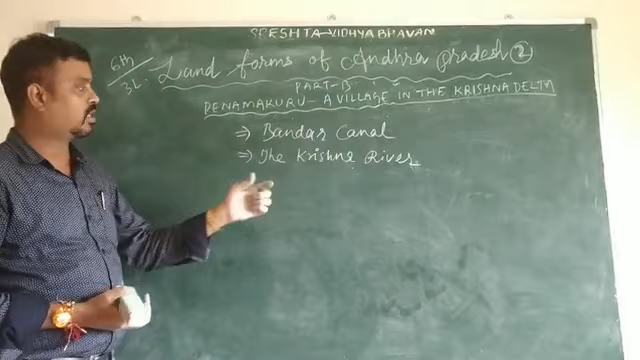 SRESHTA-VIDHYA BHAVAN
6th
3L. Land forms of Andhra Pradesh 2
PART-B
PENAMAKURU - A VILLAGE IN THE KRISHNA DELTA
⇒ Bandar Canal
⇒ The Krishna River